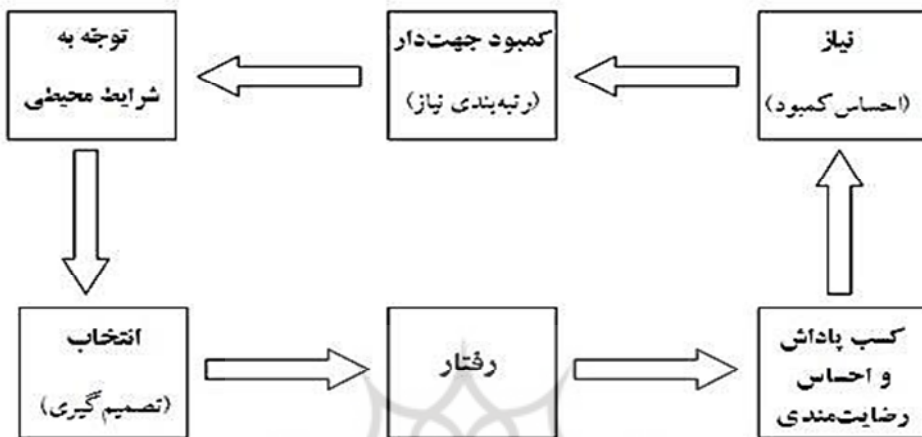 نیاز
(احساس کمبود)
کمبود جهت‌دار
(رتبه‌بندی نیاز)
توجّه به
شرایط محیطی
انتخاب
(تصمیم‌گیری)
رفتار
کسب پاداش
و احساس
رضایت‌مندی